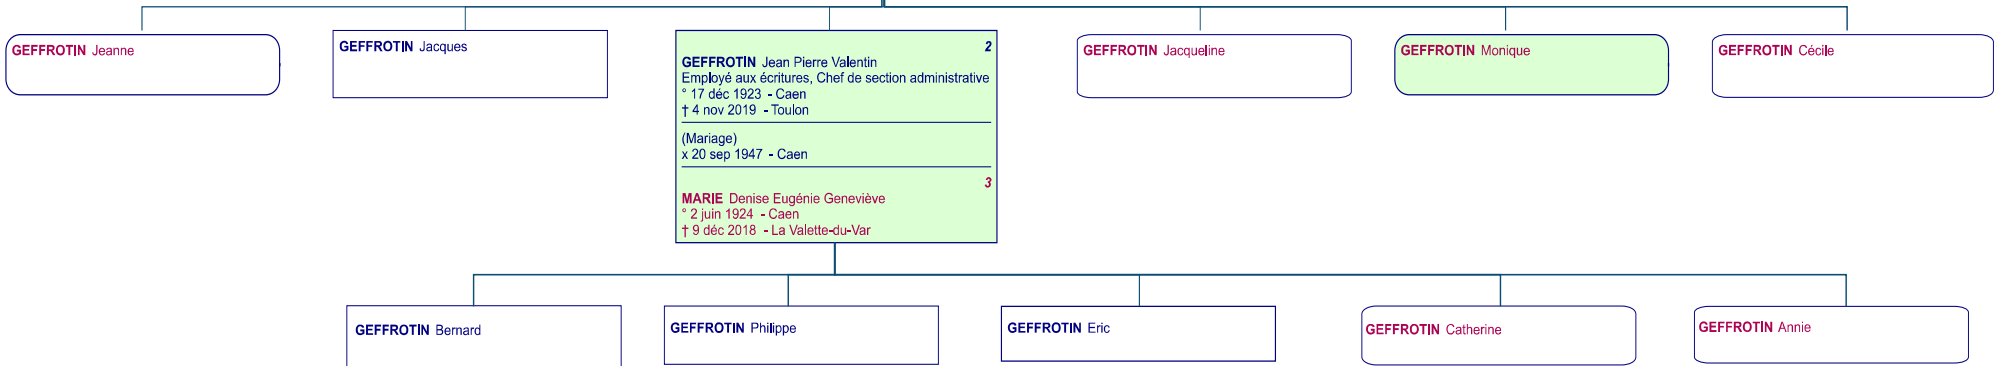 GEFFROTIN Jeanne
GEFFROTIN Jacques
2
GEFFROTIN Jean Pierre Valentin
Employé aux écritures, Chef de section administrative
° 17 déc 1923 - Caen
† 4 nov 2019 - Toulon
(Mariage)
x 20 sep 1947 - Caen
3
MARIE Denise Eugénie Geneviève
° 2 juin 1924 - Caen
† 9 déc 2018 - La Valette-du-Var
GEFFROTIN Jacqueline
GEFFROTIN Monique
GEFFROTIN Cécile
GEFFROTIN Bernard
GEFFROTIN Philippe
GEFFROTIN Eric
GEFFROTIN Catherine
GEFFROTIN Annie